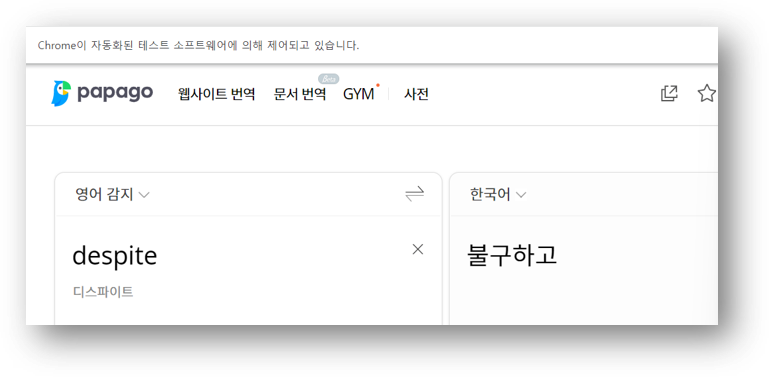 Chrome이 자동화된 테스트 소프트웨어에 의해 제어되고 있습니다.
papago 웹사이트 번역 문서 번역 Beta GYM 사전
영어 감지 한국어
despite 불구하고
디스파이트